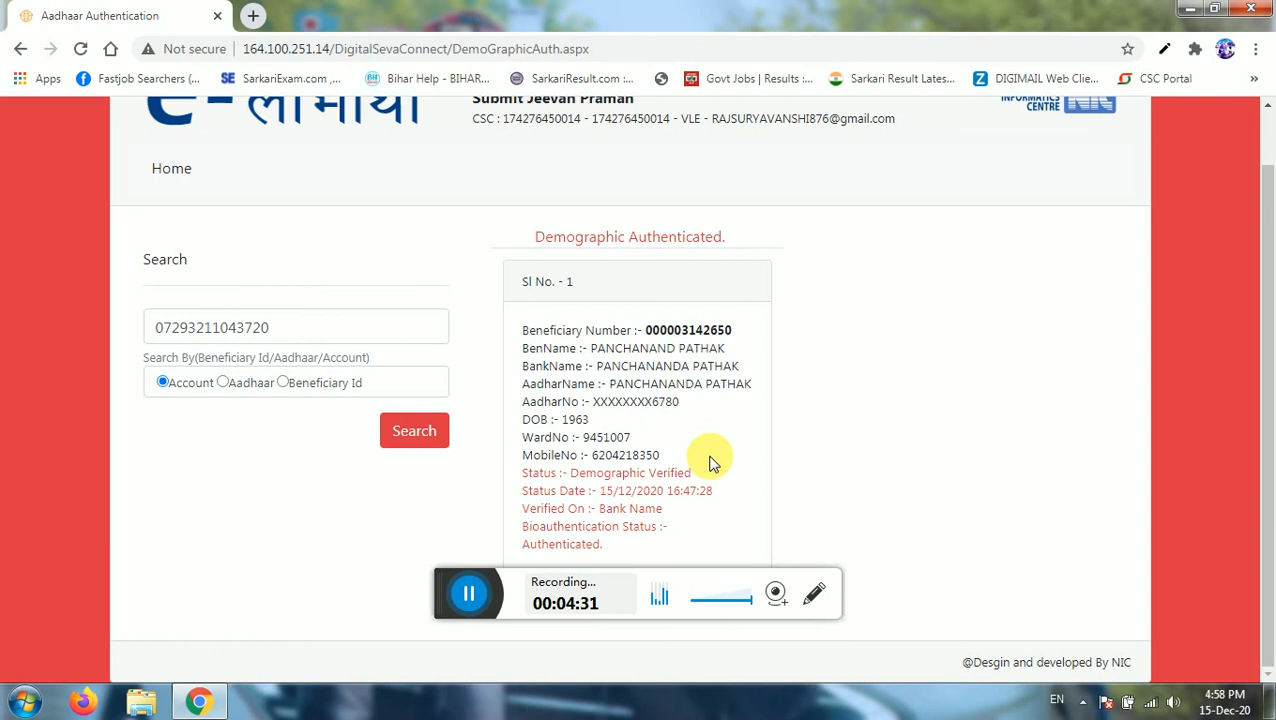 Aadhaar Authentication
Not secure | 164.100.251.14/DigitalSevaConnect/DemoGraphicAuth.aspx
Apps Fastjob Searchers (... SarkariExam.com ,... Bihar Help - BIHAR... SarkariResult.com :... Govt Jobs | Results :... Sarkari Result Lates... DIGIMAIL Web Clie... CSC Portal »
e-लाभार्थी
Submit Jeevan Praman
CSC : 174276450014 - 174276450014 - VLE - RAJSURYAVANSHI876@gmail.com
INFORMATICS
CENTRE NIC
Home
Demographic Authenticated.
Search
Sl No. - 1
07293211043720
Search By(Beneficiary Id/Aadhaar/Account)
Account Aadhaar Beneficiary Id
Search
Beneficiary Number :- 000003142650
BenName :- PANCHANAND PATHAK
BankName :- PANCHANANDA PATHAK
AadharName :- PANCHANANDA PATHAK
AadharNo :- XXXXXXXX6780
DOB :- 1963
WardNo :- 9451007
MobileNo :- 6204218350
Status :- Demographic Verified
Status Date :- 15/12/2020 16:47:28
Verified On :- Bank Name
Bioauthentication Status :-
Authenticated.
Recording...
00:04:31
@Desgin and developed By NIC
EN
4:58 PM
15-Dec-20